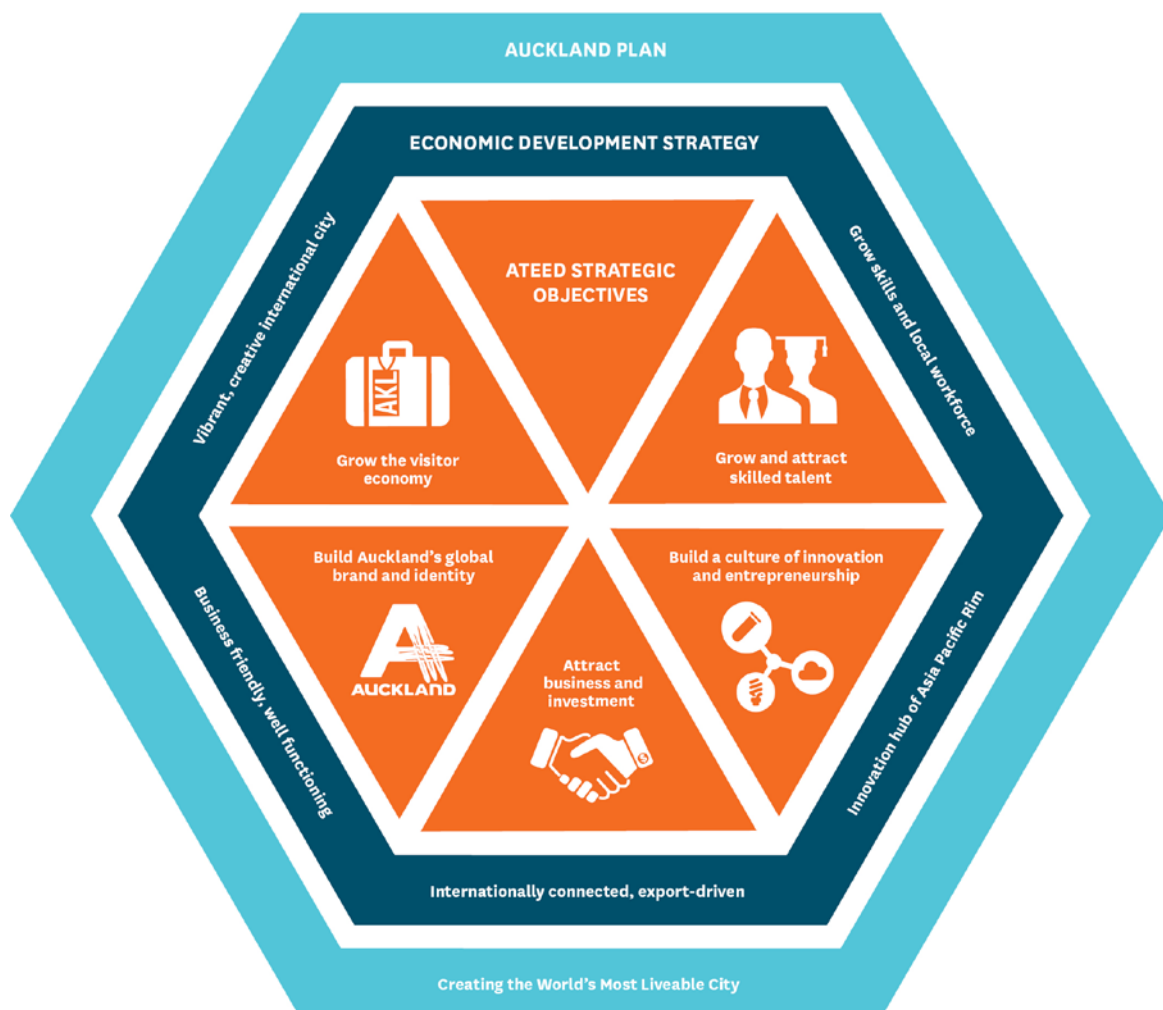 AUCKLAND PLAN
ECONOMIC DEVELOPMENT STRATEGY
Vibrant, creative international city
Grow skills and local workforce
ATEED STRATEGIC
OBJECTIVES
AKL
Grow the visitor
economy
Grow and attract
skilled talent
Build Auckland's global
brand and identity
A
AUCKLAND
Build a culture of innovation
and entrepreneurship
Attract
business and
investment
$
Business friendly, well functioning
Innovation hub of Asia Pacific Rim
Internationally connected, export-driven
Creating the World's Most Liveable City